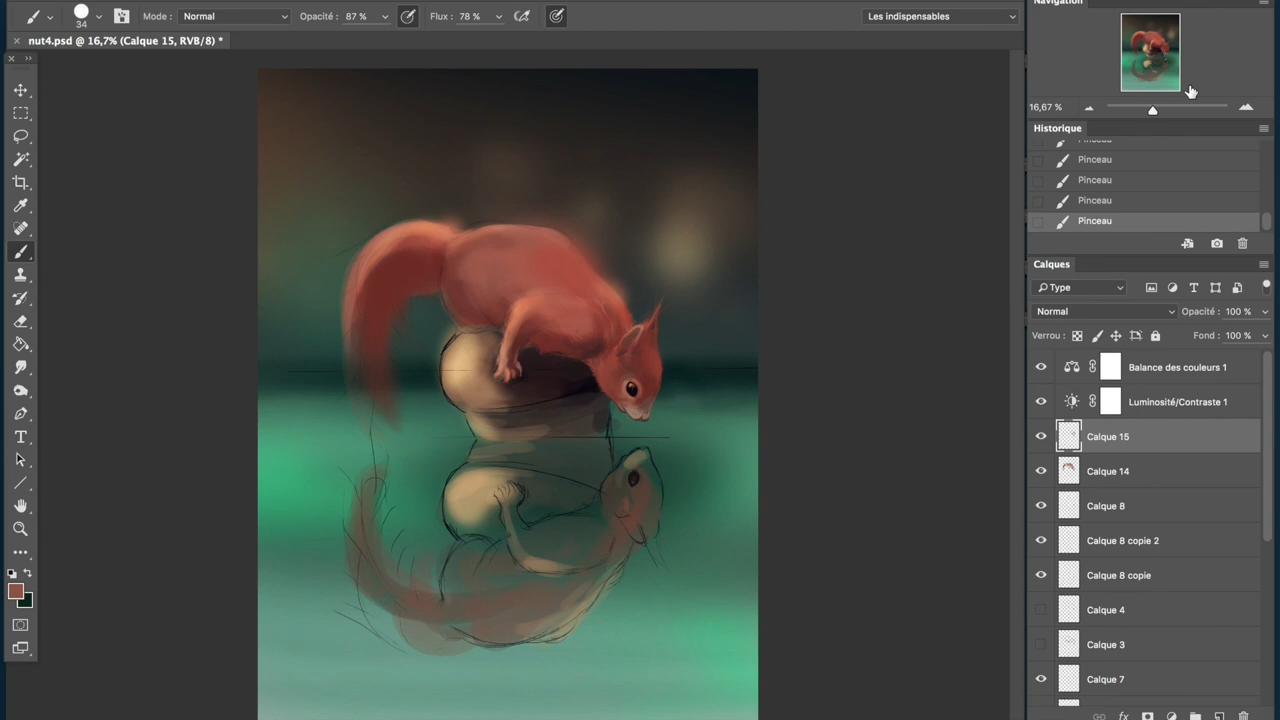 34 Mode : Normal Opacité : 87 % Flux : 78 % Les indispensables
nut4.psd @ 16,7% (Calque 15, RVB/8) *
Navigation
16,67 %
Historique
Pinceau
Pinceau
Pinceau
Pinceau
Pinceau
Calques
Type
Normal Opacité : 100 %
Verrou : Fond : 100 %
Balance des couleurs 1
Luminosité/Contraste 1
Calque 15
Calque 14
Calque 8
Calque 8 copie 2
Calque 8 copie
Calque 4
Calque 3
Calque 7
fx